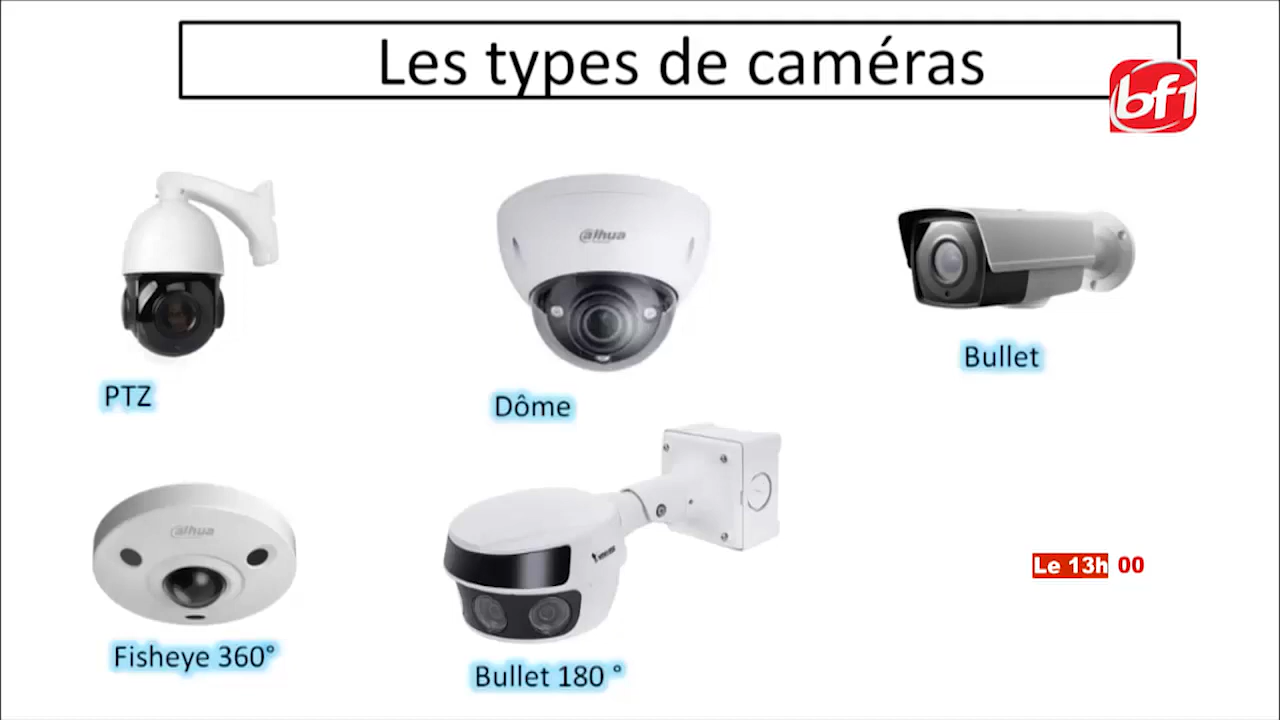 Les types de caméras
bf1
alhua
PTZ
Dôme
Bullet
alhua
Fisheye 360°
Bullet 180 °
Le 13h 00